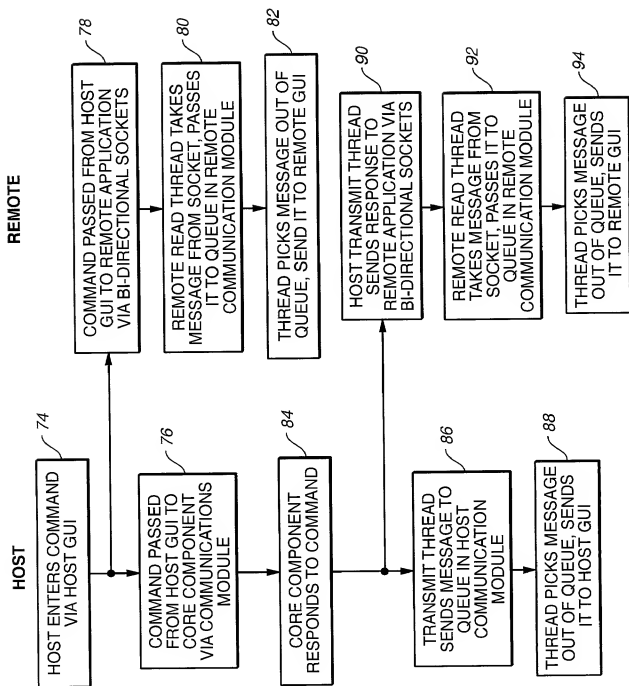 HOST
REMOTE
74
HOST ENTERS COMMAND
VIA HOST GUI
76
COMMAND PASSED
FROM HOST GUI TO
CORE COMPONENT
VIA COMMUNICATIONS
MODULE
84
CORE COMPONENT
RESPONDS TO COMMAND
86
TRANSMIT THREAD
SENDS MESSAGE TO
QUEUE IN HOST
COMMUNICATION
MODULE
88
THREAD PICKS MESSAGE
OUT OF QUEUE, SENDS
IT TO HOST GUI
78
COMMAND PASSED FROM HOST
GUI TO REMOTE APPLICATION
VIA BI-DIRECTIONAL SOCKETS
80
REMOTE READ THREAD TAKES
MESSAGE FROM SOCKET, PASSES
IT TO QUEUE IN REMOTE
COMMUNICATION MODULE
82
THREAD PICKS MESSAGE OUT OF
QUEUE, SEND IT TO REMOTE GUI
90
HOST TRANSMIT THREAD
SENDS RESPONSE TO
REMOTE APPLICATION VIA
BI-DIRECTIONAL SOCKETS
92
REMOTE READ THREAD
TAKES MESSAGE FROM
SOCKET, PASSES IT TO
QUEUE IN REMOTE
COMMUNICATION MODULE
94
THREAD PICKS MESSAGE
OUT OF QUEUE, SENDS
IT TO REMOTE GUI